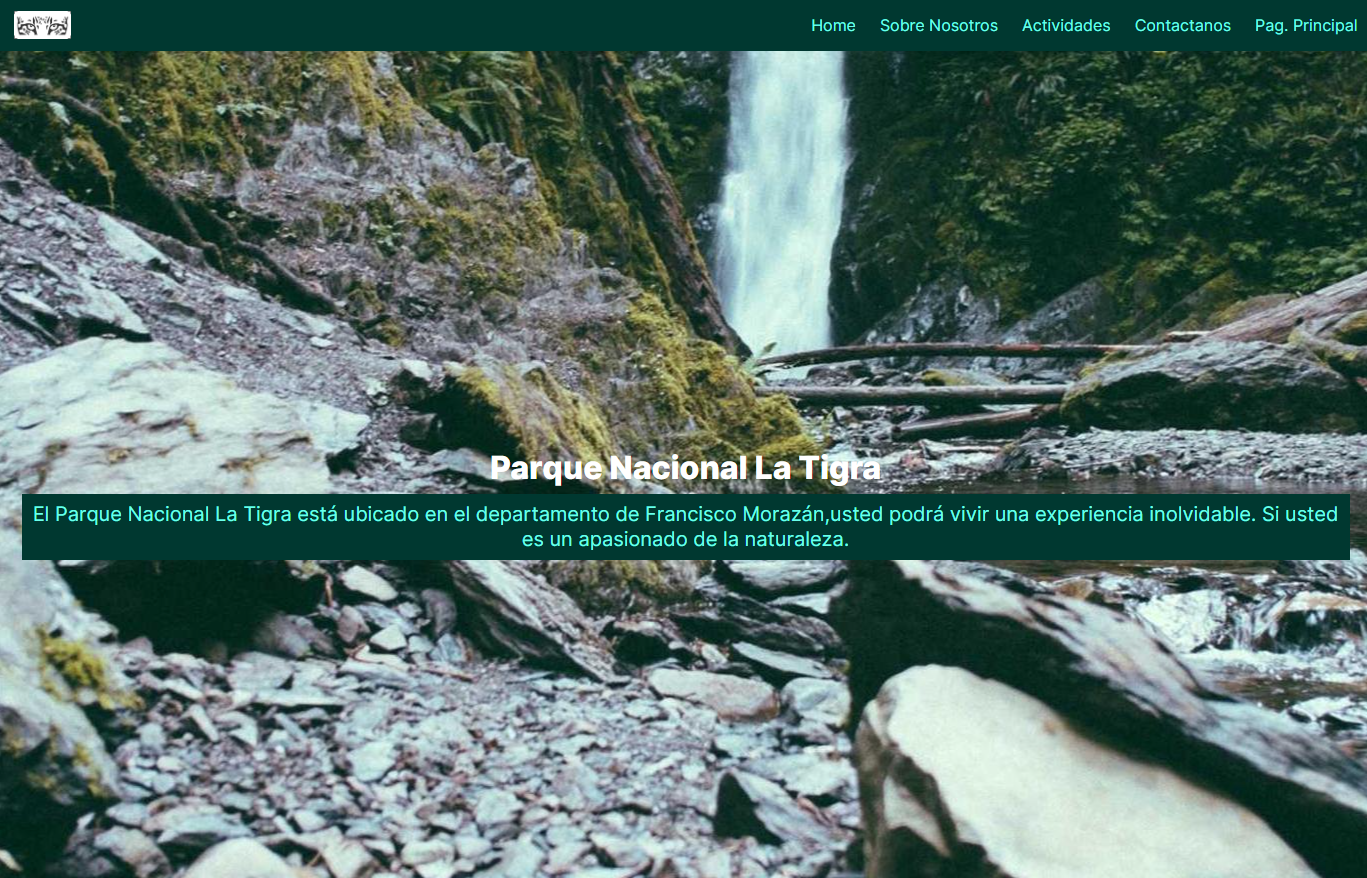 Home Sobre Nosotros Actividades Contactanos Pag. Principal
Parque Nacional La Tigra
El Parque Nacional La Tigra está ubicado en el departamento de Francisco Morazán,usted podrá vivir una experiencia inolvidable. Si usted
es un apasionado de la naturaleza.